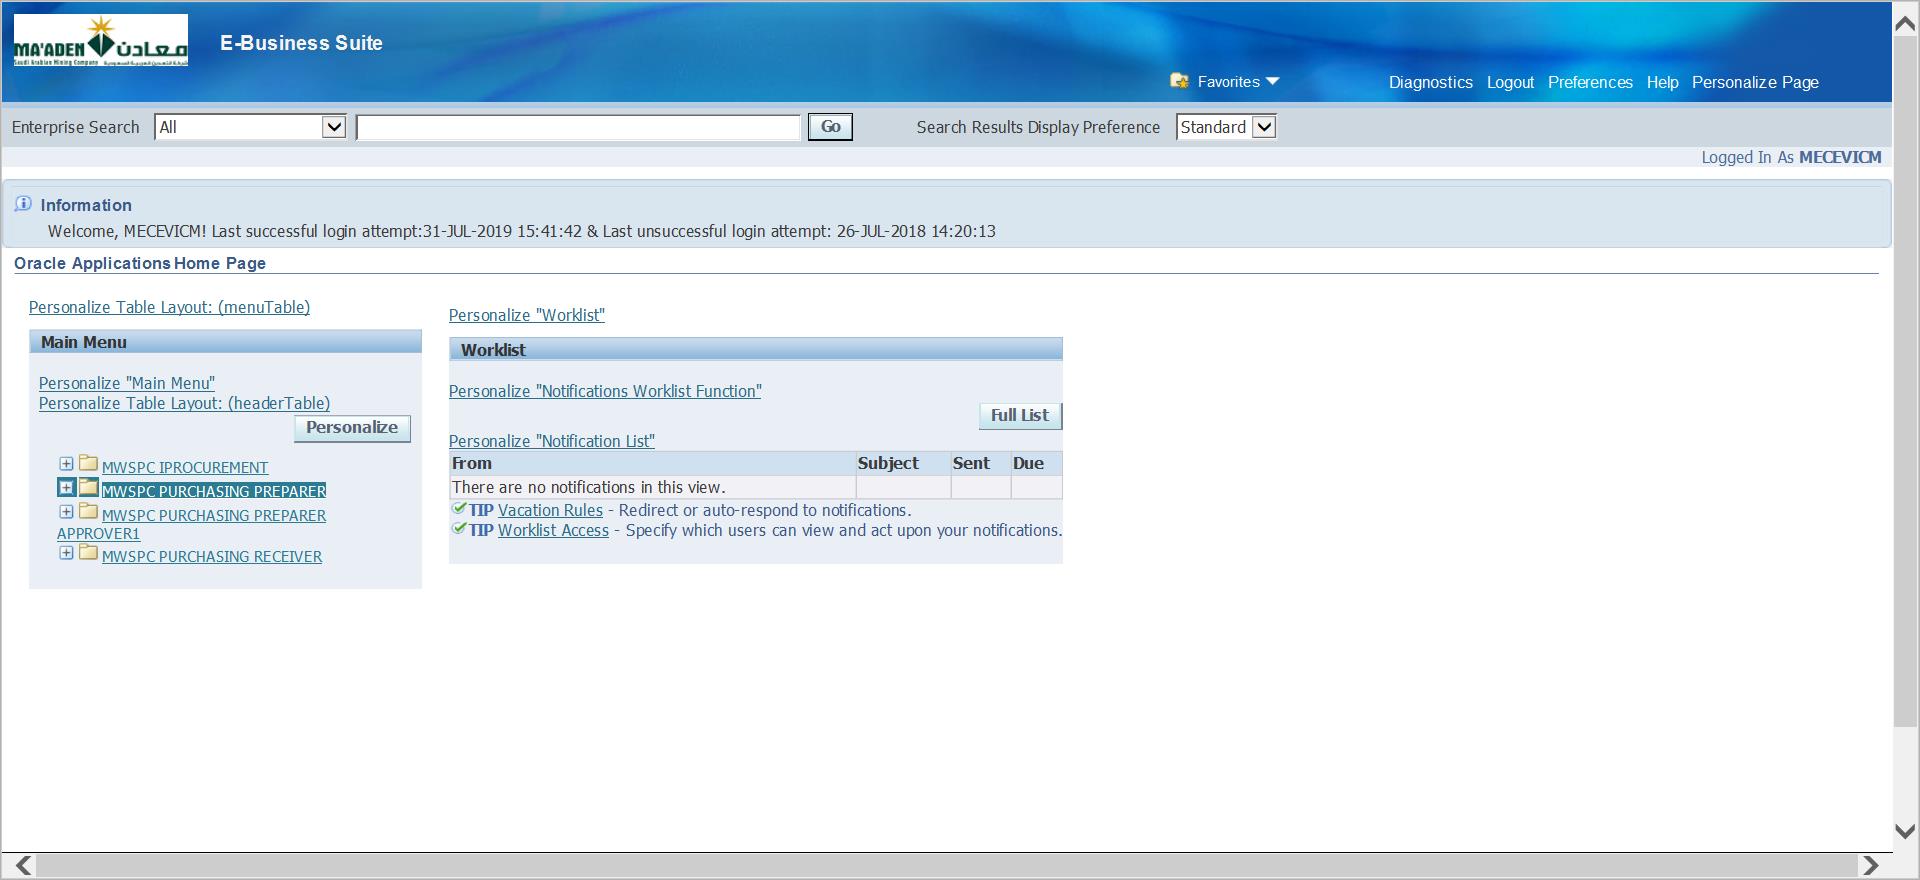 MA'ADEN معادن
Saudi Arabian Mining Company شركة التعدين العربية السعودية
E-Business Suite
Favorites
Diagnostics Logout Preferences Help Personalize Page
Enterprise Search All Go Search Results Display Preference Standard
Logged In As MECEVICM
Information
Welcome, MECEVICM! Last successful login attempt:31-JUL-2019 15:41:42 & Last unsuccessful login attempt: 26-JUL-2018 14:20:13
Oracle Applications Home Page
Personalize Table Layout: (menuTable)
Main Menu
Personalize "Main Menu"
Personalize Table Layout: (headerTable)
Personalize
MWSPC IPROCUREMENT
MWSPC PURCHASING PREPARER
MWSPC PURCHASING PREPARER
APPROVER1
MWSPC PURCHASING RECEIVER
Personalize "Worklist"
Worklist
Personalize "Notifications Worklist Function"
Full List
Personalize "Notification List"
From Subject Sent Due
There are no notifications in this view.
TIP Vacation Rules - Redirect or auto-respond to notifications.
TIP Worklist Access - Specify which users can view and act upon your notifications.